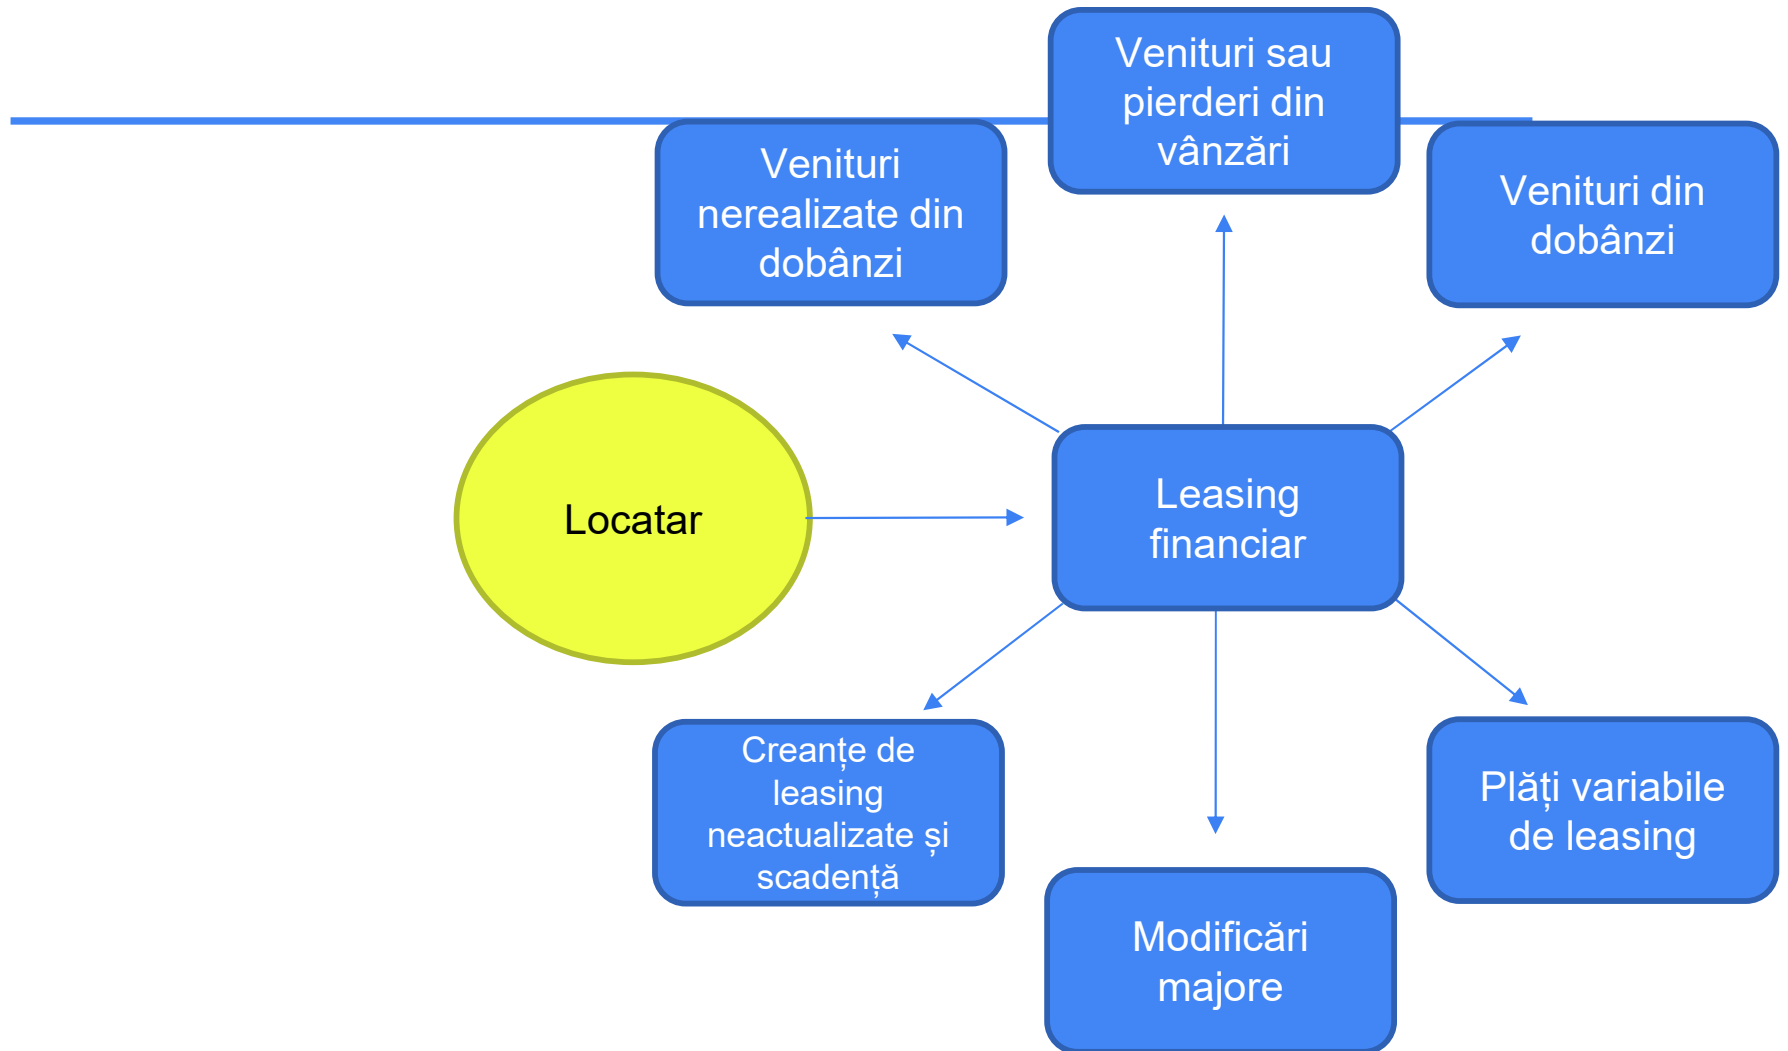 Venituri sau
pierderi din
vânzări
Venituri
nerealizate din
dobânzi
Venituri din
dobânzi
Locatar
Leasing
financiar
Creanțe de
leasing
neactualizate și
scadență
Plăți variabile
de leasing
Modificări
majore